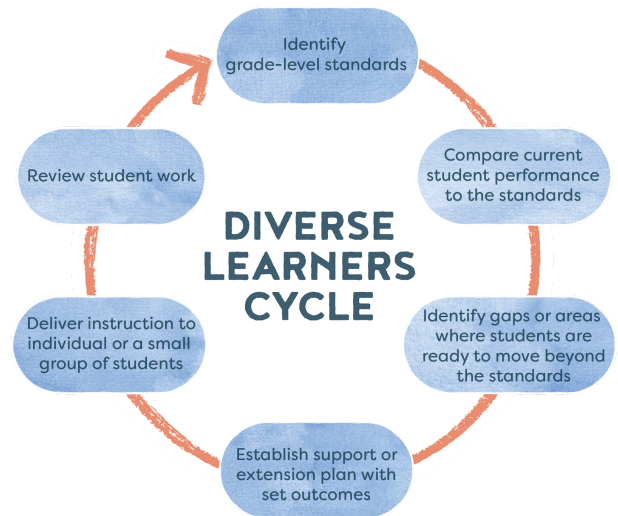 Identify
grade-level standards
Compare current
student performance
to the standards
Identify gaps or areas
where students are
ready to move beyond
the standards
Establish support or
extension plan with
set outcomes
Deliver instruction to
individual or a small
group of students
Review student work
DIVERSE
LEARNERS
CYCLE